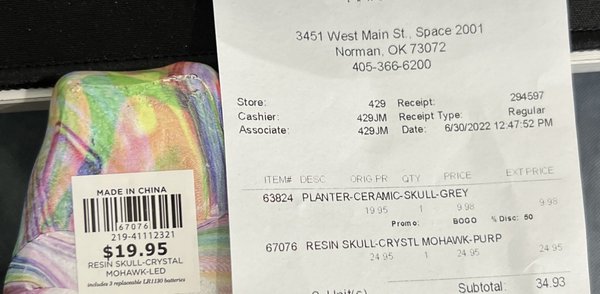 3451 West Main St., Space 2001
Norman, OK 73072
405-366-6200
Store: 429 Receipt: 294597
Cashier: 429JM Receipt Type: Regular
Associate: 429JM Date: 6/30/2022 12:47:52 PM
ITEM# DESC ORIG.PR QTY PRICE EXT.PRICE
63824 PLANTER-CERAMIC-SKULL-GREY
19.95 1 9.98 9.98
Promo: BOGO % Disc: 50
67076 RESIN SKULL-CRYSTL MOHAWK-PURP
24.95 1 24.95 24.95
Unit(s) Subtotal: 34.93
MADE IN CHINA
67076
219-41112321
$19.95
RESIN SKULL-CRYSTAL
MOHAWK-LED
includes 3 replaceable LR1130 batteries